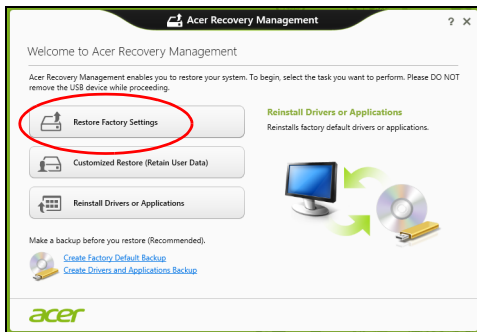 Acer Recovery Management
? ×
Welcome to Acer Recovery Management
Acer Recovery Management enables you to restore your system. To begin, select the task you want to perform. Please DO NOT
remove the USB device while proceeding.
Restore Factory Settings
Customized Restore (Retain User Data)
Reinstall Drivers or Applications
Reinstall Drivers or Applications
Reinstalls factory default drivers or applications.
Make a backup before you restore (Recommended).
Create Factory Default Backup
Create Drivers and Applications Backup
acer